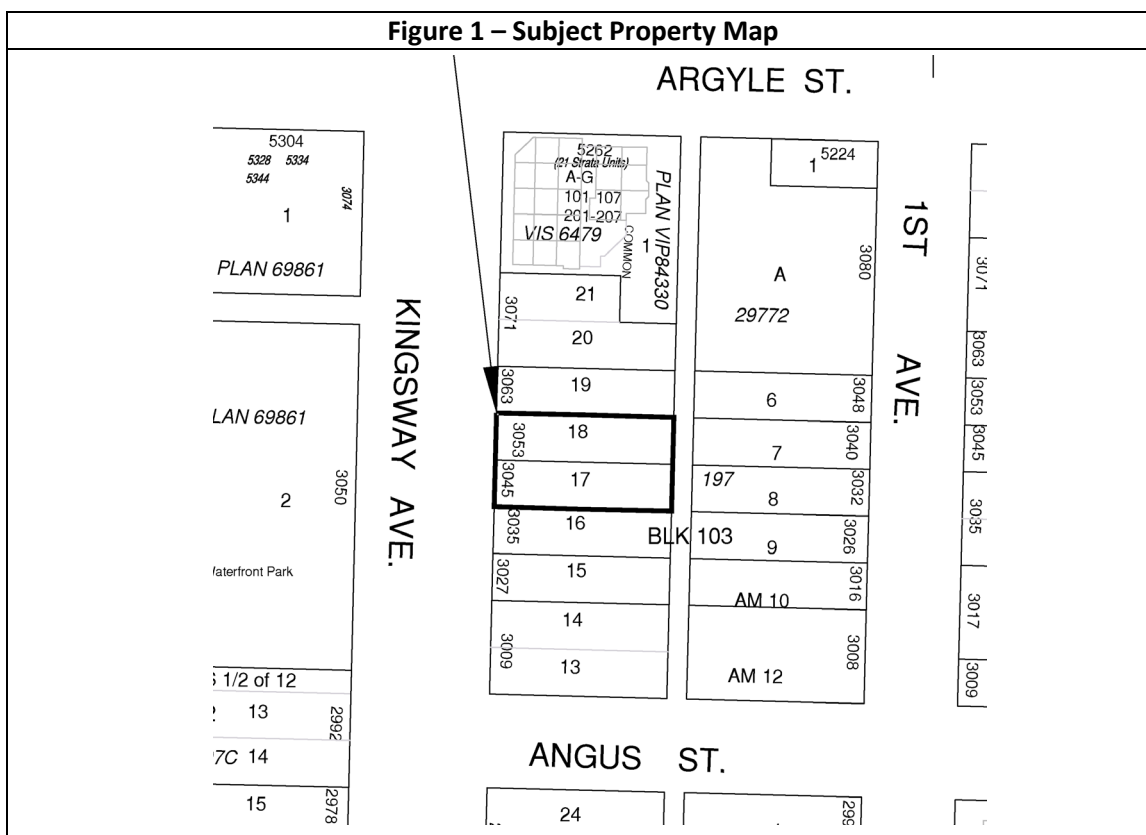 Figure 1 – Subject Property Map
ARGYLE ST.
5304
5328 5334
5344
3074
1
PLAN 69861
5262
(21 Strata Units)
A-G
101-107
201-207
VIS 6479
COMMON
1
PLAN VIP84330
1 5224
A
29772
3080
1ST AVE.
3071
KINGSWAY AVE.
21
3071
20
19
3063
18
3053
17
3045
16
3035
15
3027
14
3009
13
6
3048
7
3040
197
8
3032
BLK 103
9
3026
AM 10
3016
AM 12
3008
3063
3053
3045
3035
3017
3009
LAN 69861
3050
2
aterfront Park
1/2 of 12
13
2992
7C 14
15
2978
ANGUS ST.
24
299